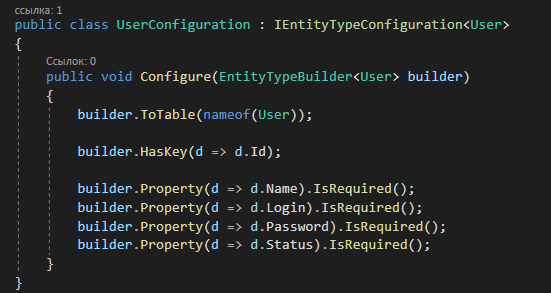 ссылка: 1
public class UserConfiguration : IEntityTypeConfiguration<User>
{
Ссылок: 0
public void Configure(EntityTypeBuilder<User> builder)
{
builder.ToTable(nameof(User));
builder.HasKey(d => d.Id);
builder.Property(d => d.Name).IsRequired();
builder.Property(d => d.Login).IsRequired();
builder.Property(d => d.Password).IsRequired();
builder.Property(d => d.Status).IsRequired();
}
}